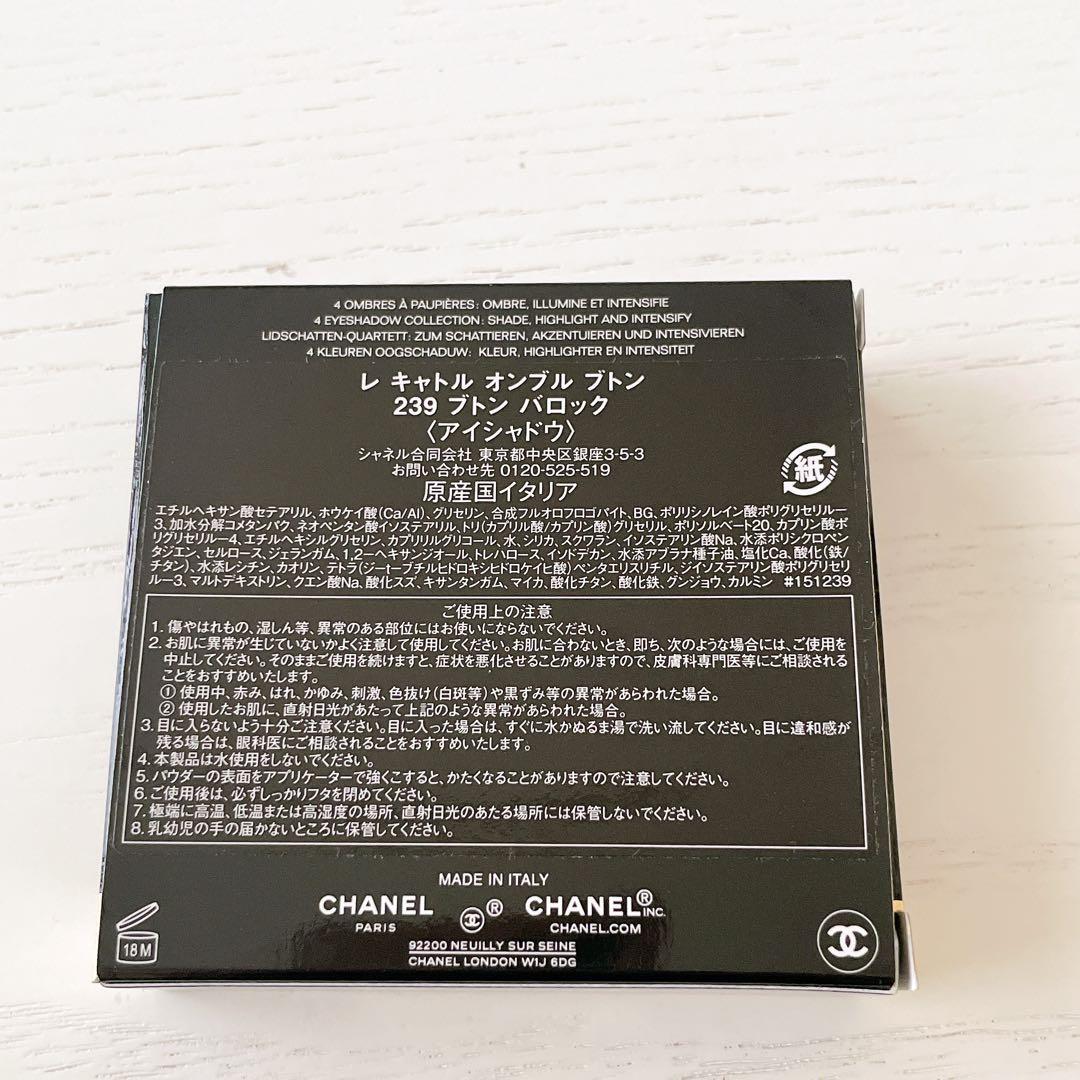 4 OMBRES À PAUPIÈRES: OMBRE, ILLUMINE ET INTENSIFIE
4 EYESHADOW COLLECTION: SHADE, HIGHLIGHT AND INTENSIFY
LIDSCHATTEN-QUARTETT: ZUM SCHATTIEREN, AKZENTUIEREN UND INTENSIVIEREN
4 KLEUREN OOGSCHADUW: KLEUR, HIGHLIGHTER EN INTENSITEIT
レ キャトル オンブル ブトン
239 ブトン バロック
〈アイシャドウ〉
シャネル合同会社 東京都中央区銀座3-5-3
お問い合わせ先 0120-525-519
原産国イタリア
紙
エチルヘキサン酸セテアリル、ホウケイ酸(Ca/Al)、グリセリン、合成フルオロフロゴパイト、BG、ポリリシノレイン酸ポリグリセリルー
3、加水分解コメタンパク、ネオペンタン酸イソステアリル、トリ(カプリル酸/カプリン酸)グリセリル、ポリソルベート20、カプリン酸ポ
リグリセリルー4、エチルヘキシルグリセリン、カプリリルグリコール、水、シリカ、スクワラン、イソステアリン酸Na、水添ポリシクロペン
タジエン、セルロース、ジェランガム、1,2ーヘキサンジオール、トレハロース、イソドデカン、水添アブラナ種子油、塩化Ca、酸化(鉄/
チタン)、水添レシチン、カオリン、テトラ(ジーtーブチルヒドロキシヒドロケイヒ酸)ペンタエリスリチル、ジイソステアリン酸ポリグリセリ
ルー3、マルトデキストリン、クエン酸Na、酸化スズ、キサンタンガム、マイカ、酸化チタン、酸化鉄、グンジョウ、カルミン #151239
ご使用上の注意
1. 傷やはれもの、湿しん等、異常のある部位にはお使いにならないでください。
2. お肌に異常が生じていないかよく注意して使用してください。お肌に合わないとき、即ち、次のような場合には、ご使用を
中止してください。そのままご使用を続けますと、症状を悪化させることがありますので、皮膚科専門医等にご相談される
ことをおすすめいたします。
① 使用中、赤み、はれ、かゆみ、刺激、色抜け(白斑等)や黒ずみ等の異常があらわれた場合。
② 使用したお肌に、直射日光があたって上記のような異常があらわれた場合。
3. 目に入らないよう十分ご注意ください。目に入った場合は、すぐに水かぬるま湯で洗い流してください。目に違和感が
残る場合は、眼科医にご相談されることをおすすめいたします。
4. 本製品は水使用をしないでください。
5. パウダーの表面をアプリケーターで強くこすると、かたくなることがありますので注意してください。
6. ご使用後は、必ずしっかりフタを閉めてください。
7. 極端に高温、低温または高湿度の場所、直射日光のあたる場所には保管しないでください。
8. 乳幼児の手の届かないところに保管してください。
MADE IN ITALY
CHANEL ® CHANEL® INC.
PARIS CHANEL.COM
92200 NEUILLY SUR SEINE
CHANEL LONDON W1J 6DG
18 M